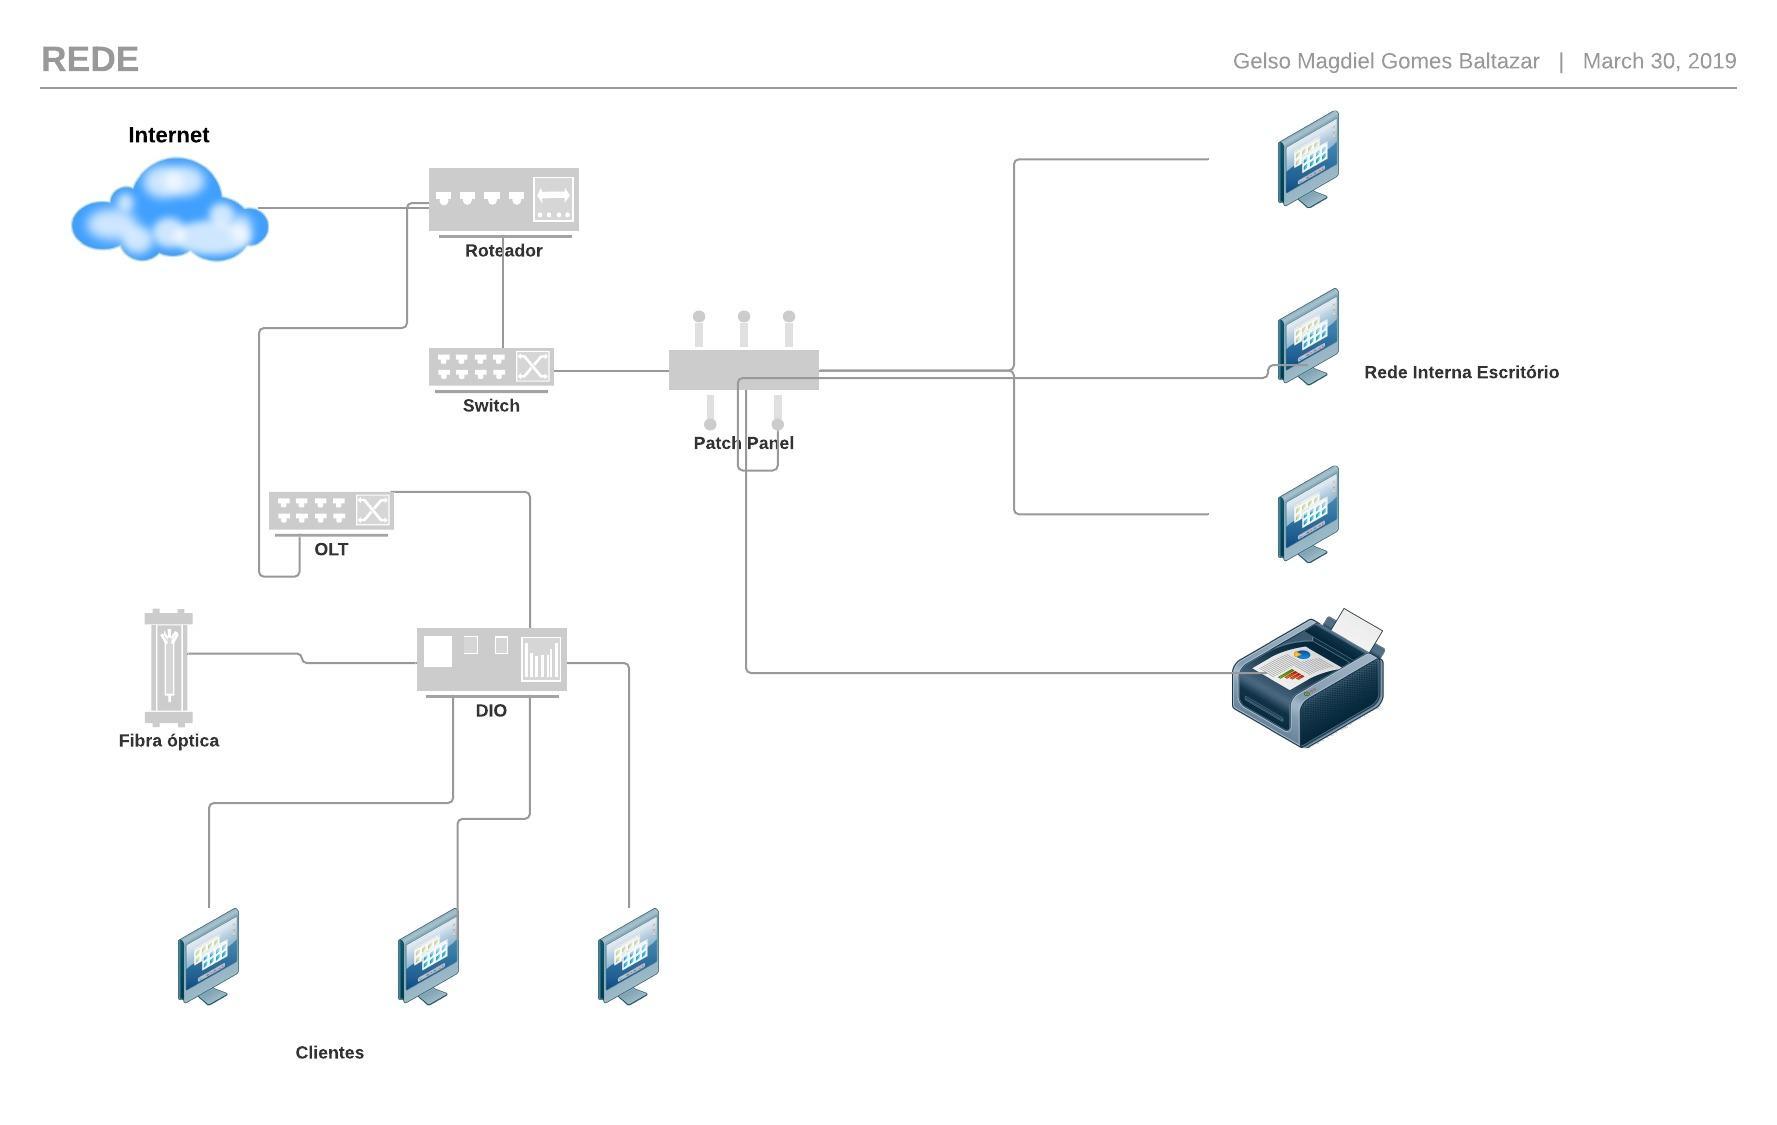 REDE
Gelso Magdiel Gomes Baltazar | March 30, 2019
Internet
Roteador
Switch
Patch Panel
Rede Interna Escritório
OLT
DIO
Fibra óptica
Clientes